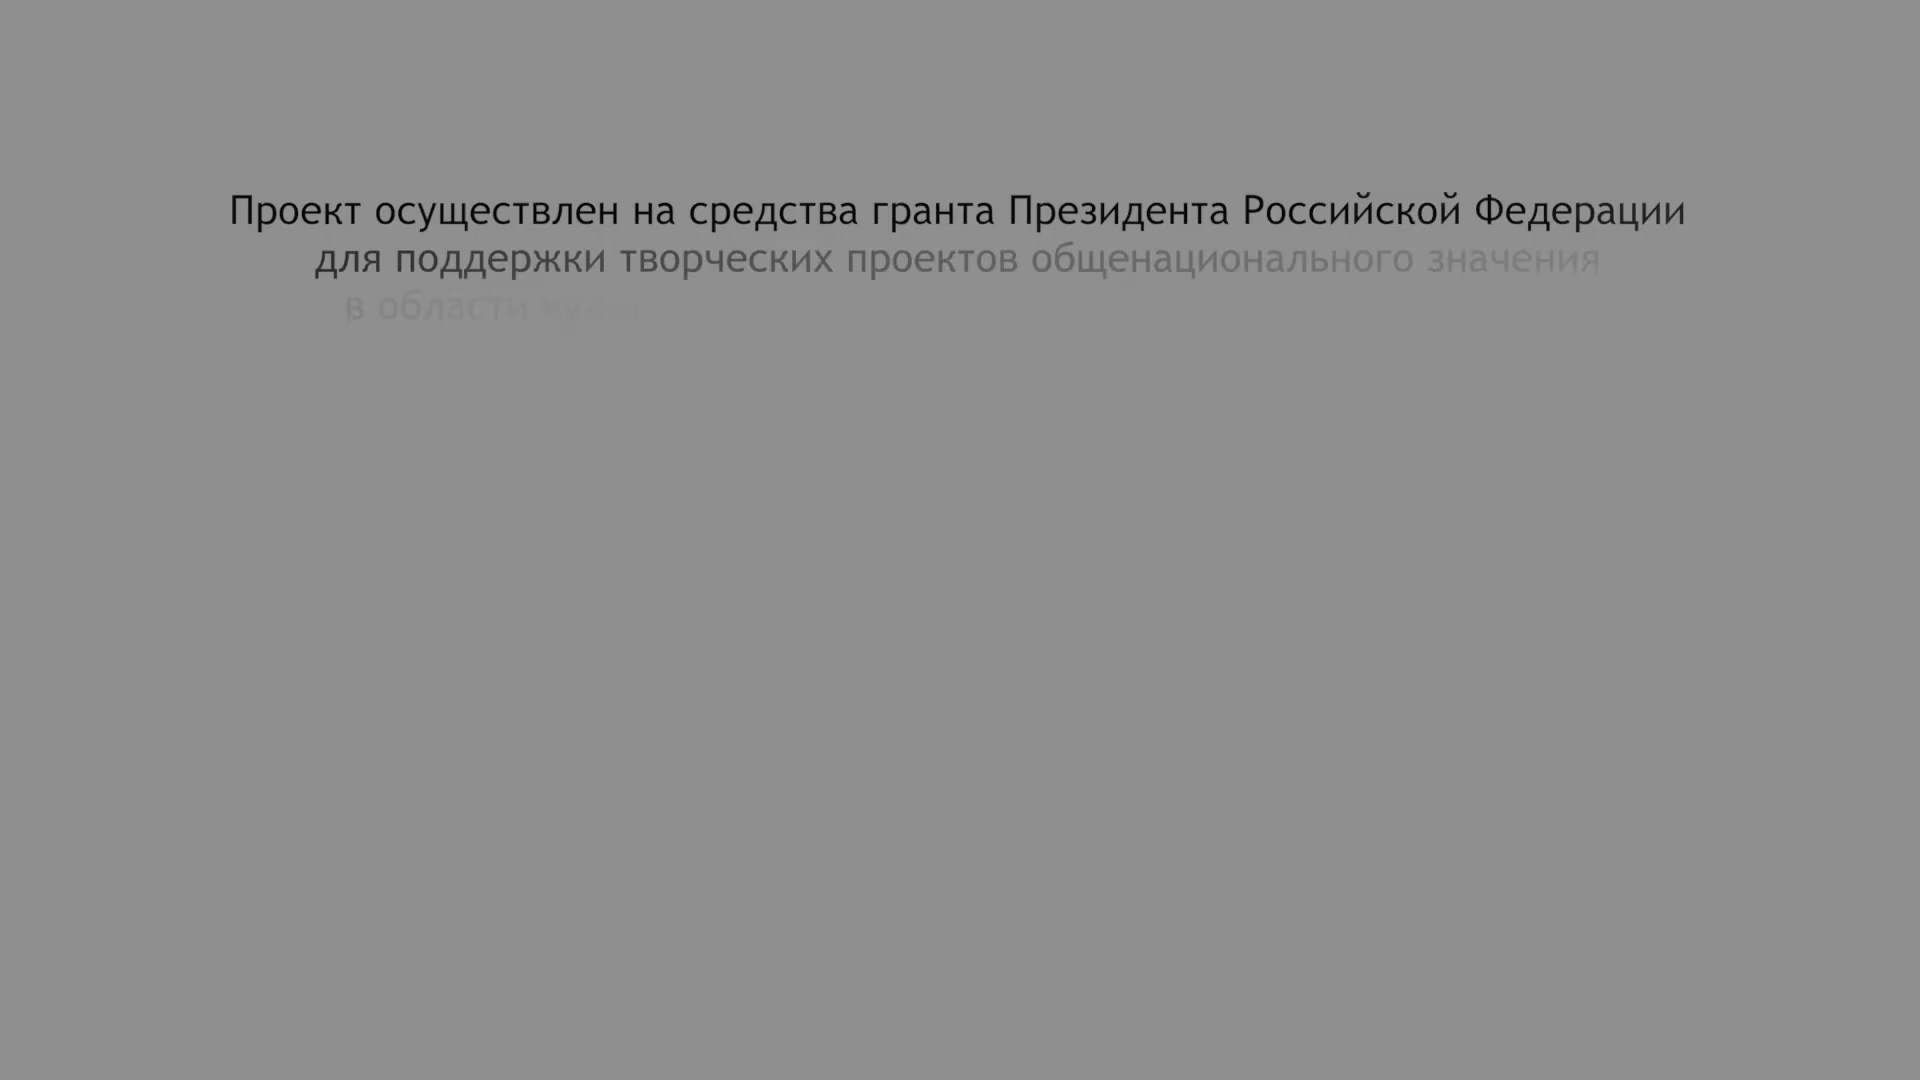 Проект осуществлен на средства гранта Президента Российской Федерации
для поддержки творческих проектов общенационального значения
в области